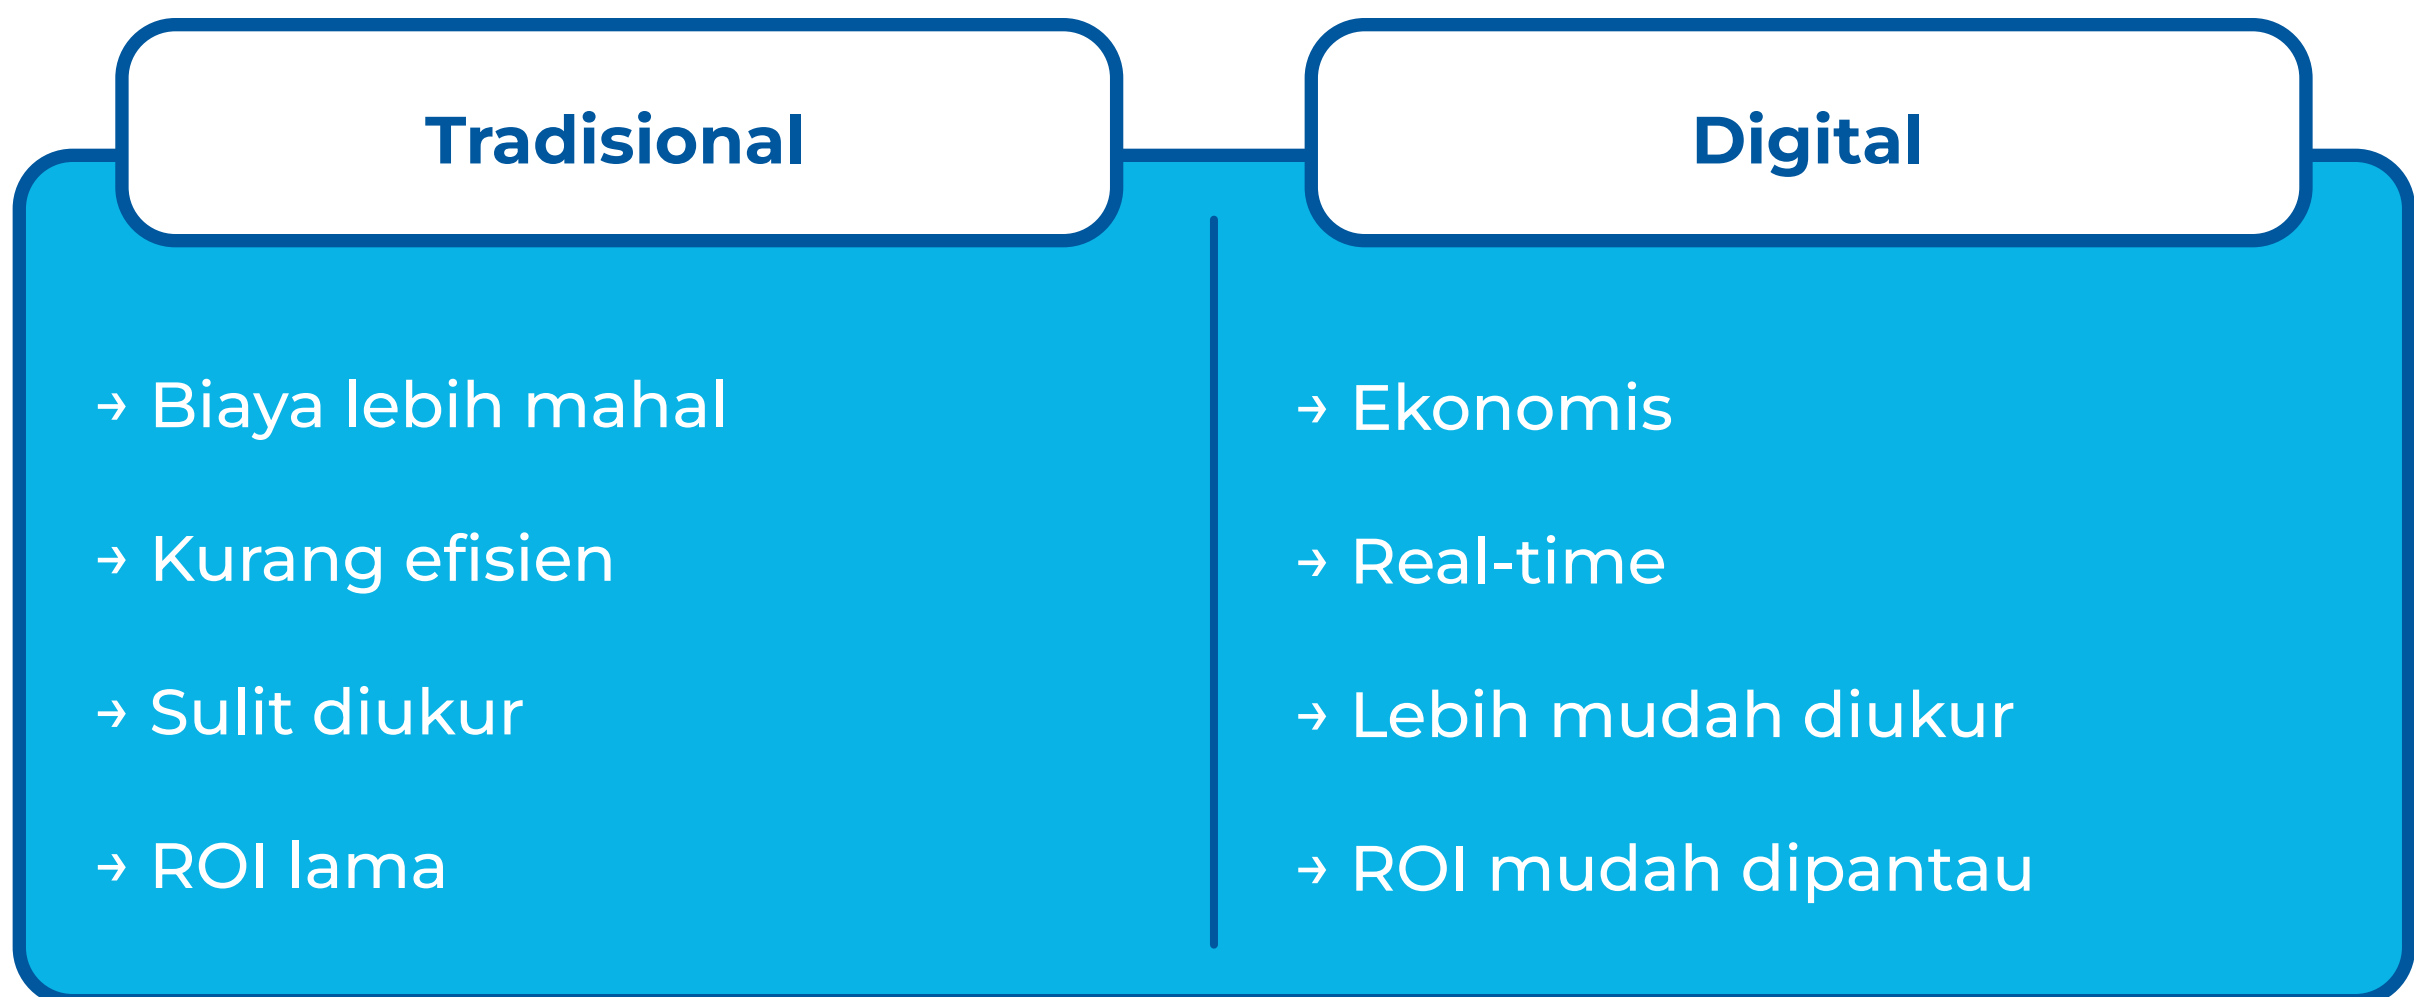 Tradisional
→ Biaya lebih mahal
→ Kurang efisien
→ Sulit diukur
→ ROI lama
Digital
→ Ekonomis
→ Real-time
→ Lebih mudah diukur
→ ROI mudah dipantau